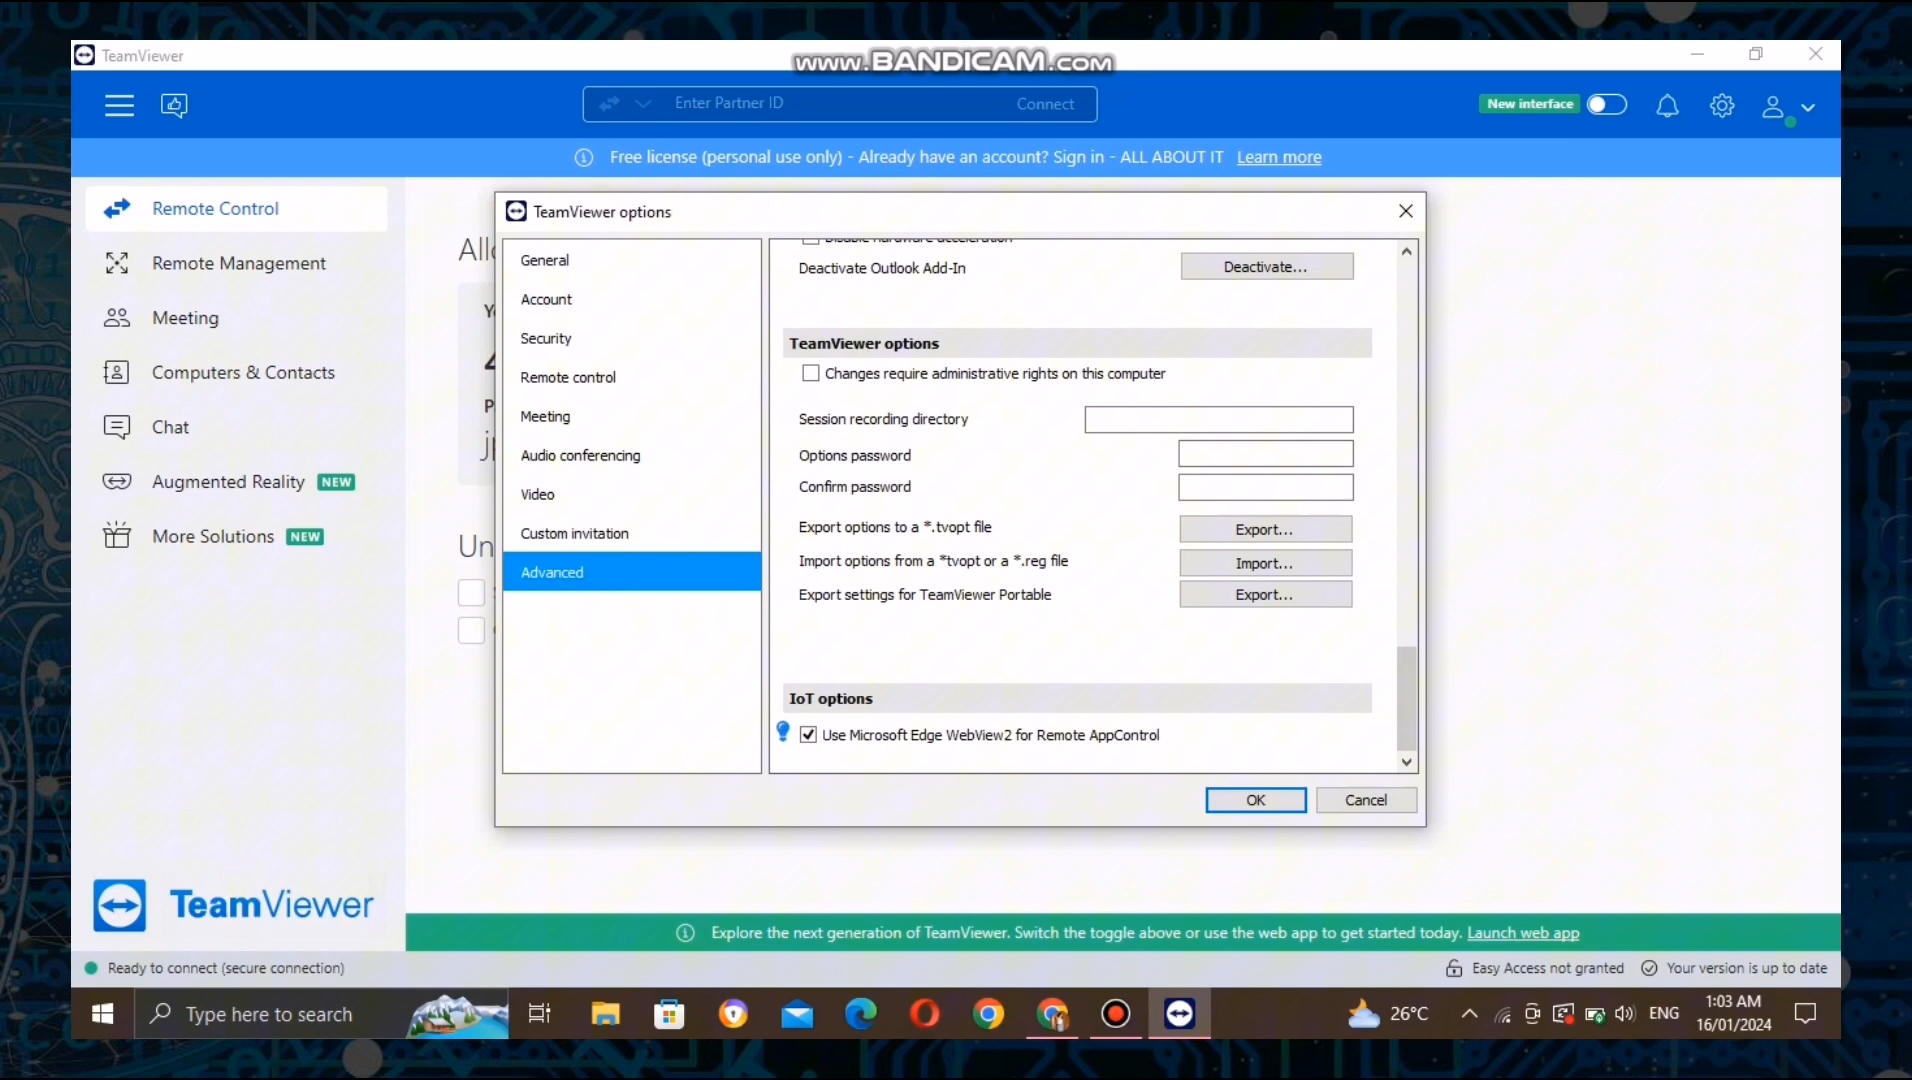 TeamViewer
www.BANDICAM.com
Enter Partner ID
Connect
New interface
Free license (personal use only) - Already have an account? Sign in - ALL ABOUT IT Learn more
Remote Control
Remote Management
Meeting
Computers & Contacts
Chat
Augmented Reality NEW
More Solutions NEW
TeamViewer
TeamViewer options
General
Account
Security
Remote control
Meeting
Audio conferencing
Video
Custom invitation
Advanced
Disable hardware acceleration
Deactivate Outlook Add-In
Deactivate...
TeamViewer options
Changes require administrative rights on this computer
Session recording directory
Options password
Confirm password
Export options to a *.tvopt file
Export...
Import options from a *tvopt or a *.reg file
Import...
Export settings for TeamViewer Portable
Export...
IoT options
Use Microsoft Edge WebView2 for Remote AppControl
OK
Cancel
Explore the next generation of TeamViewer. Switch the toggle above or use the web app to get started today. Launch web app
Ready to connect (secure connection)
Easy Access not granted
Your version is up to date
Type here to search
26°C
ENG
1:03 AM
16/01/2024